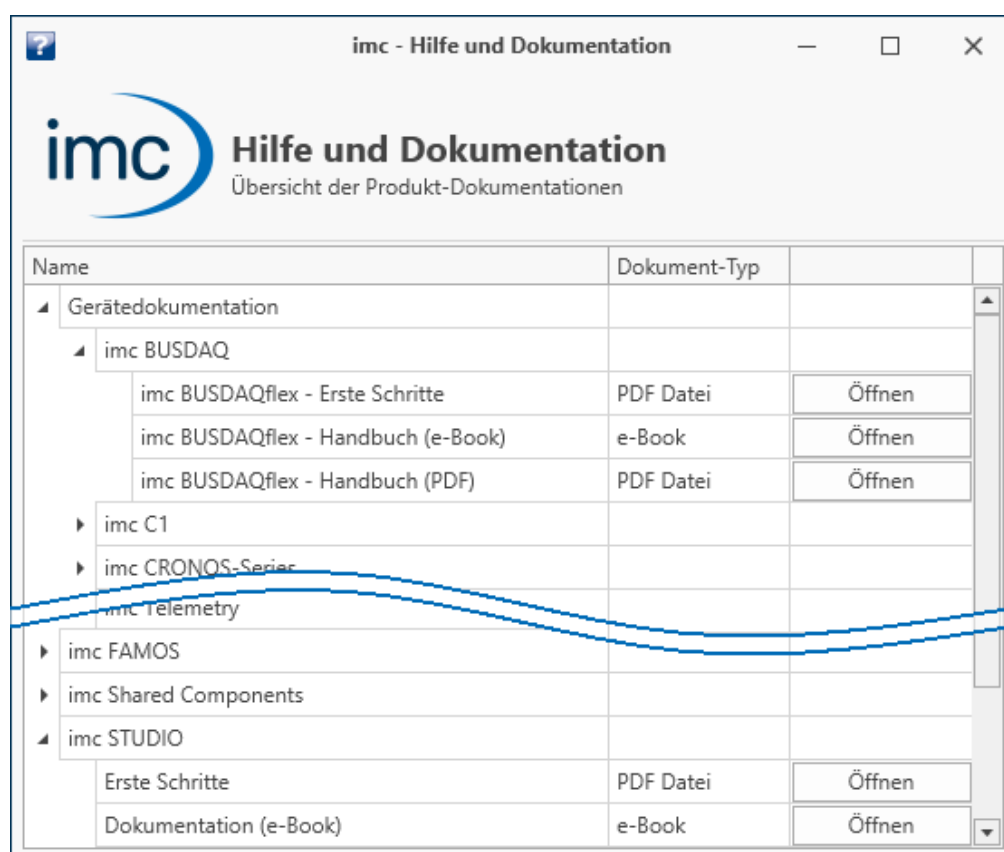 imc - Hilfe und Dokumentation
imc
Hilfe und Dokumentation
Übersicht der Produkt-Dokumentationen
Name Dokument-Typ
Gerätedokumentation
imc BUSDAQ
imc BUSDAQflex - Erste Schritte PDF Datei Öffnen
imc BUSDAQflex - Handbuch (e-Book) e-Book Öffnen
imc BUSDAQflex - Handbuch (PDF) PDF Datei Öffnen
imc C1
imc CRONOS-Series
imc Telemetry
imc FAMOS
imc Shared Components
imc STUDIO
Erste Schritte PDF Datei Öffnen
Dokumentation (e-Book) e-Book Öffnen